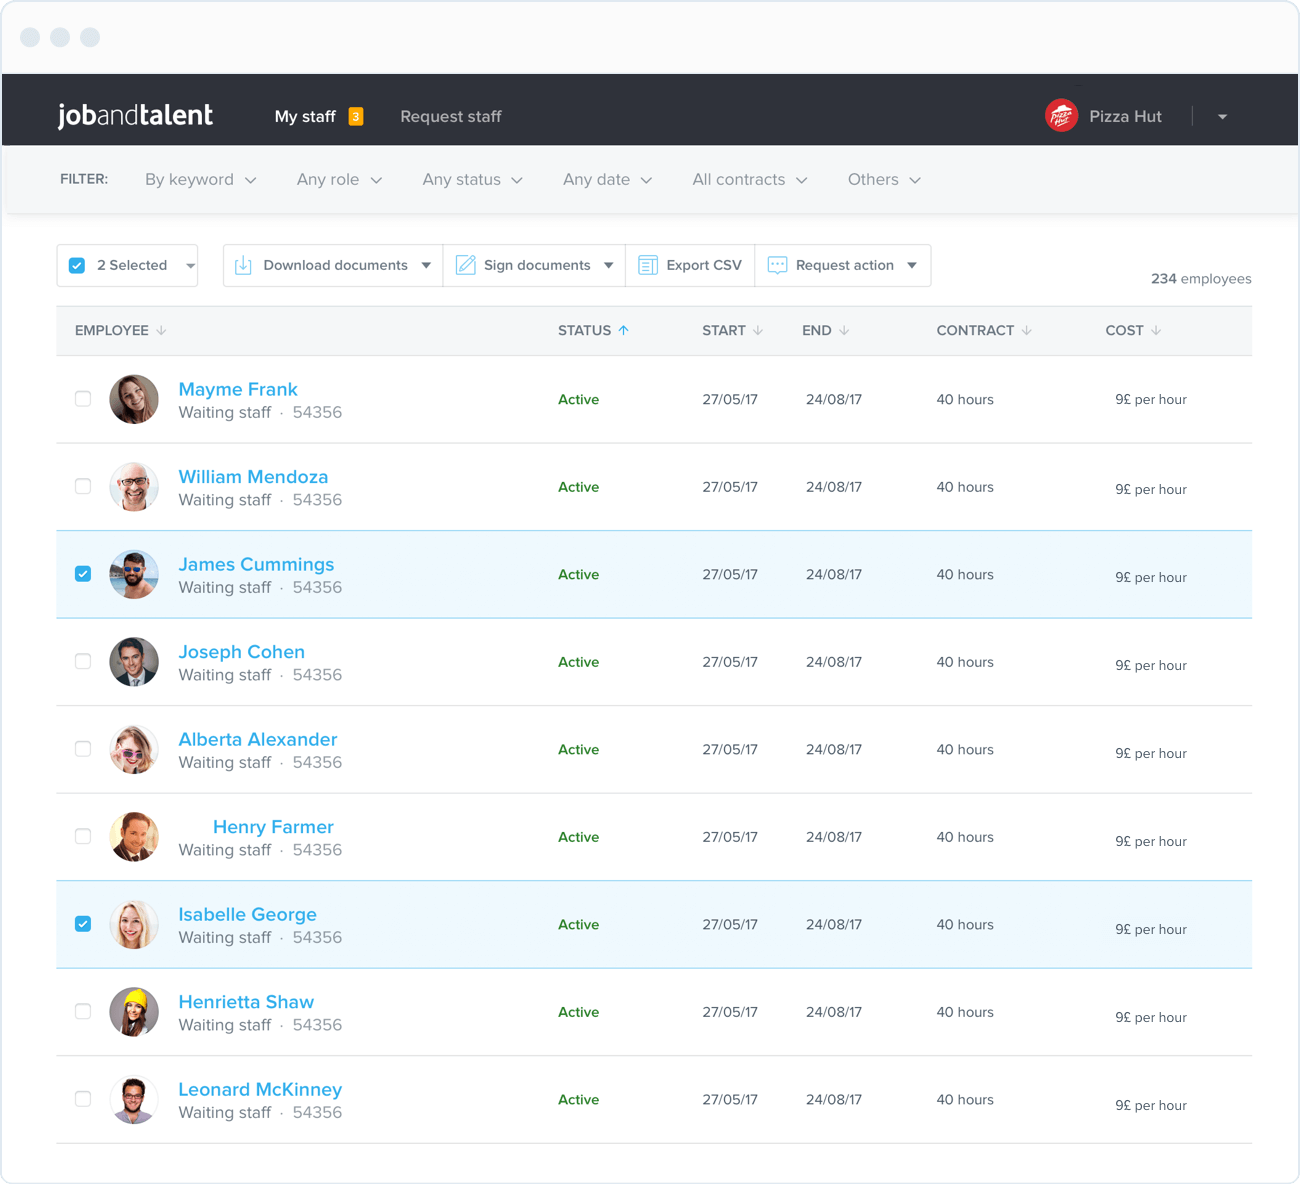 jobandtalent My staff 3 Request staff Pizza Hut Pizza Hut
FILTER: By keyword Any role Any status Any date All contracts Others
2 Selected Download documents Sign documents Export CSV Request action
234 employees
EMPLOYEE STATUS START END CONTRACT COST
Mayme Frank
Waiting staff · 54356 Active 27/05/17 24/08/17 40 hours 9£ per hour
William Mendoza
Waiting staff · 54356 Active 27/05/17 24/08/17 40 hours 9£ per hour
James Cummings
Waiting staff · 54356 Active 27/05/17 24/08/17 40 hours 9£ per hour
Joseph Cohen
Waiting staff · 54356 Active 27/05/17 24/08/17 40 hours 9£ per hour
Alberta Alexander
Waiting staff · 54356 Active 27/05/17 24/08/17 40 hours 9£ per hour
Henry Farmer
Waiting staff · 54356 Active 27/05/17 24/08/17 40 hours 9£ per hour
Isabelle George
Waiting staff · 54356 Active 27/05/17 24/08/17 40 hours 9£ per hour
Henrietta Shaw
Waiting staff · 54356 Active 27/05/17 24/08/17 40 hours 9£ per hour
Leonard McKinney
Waiting staff · 54356 Active 27/05/17 24/08/17 40 hours 9£ per hour